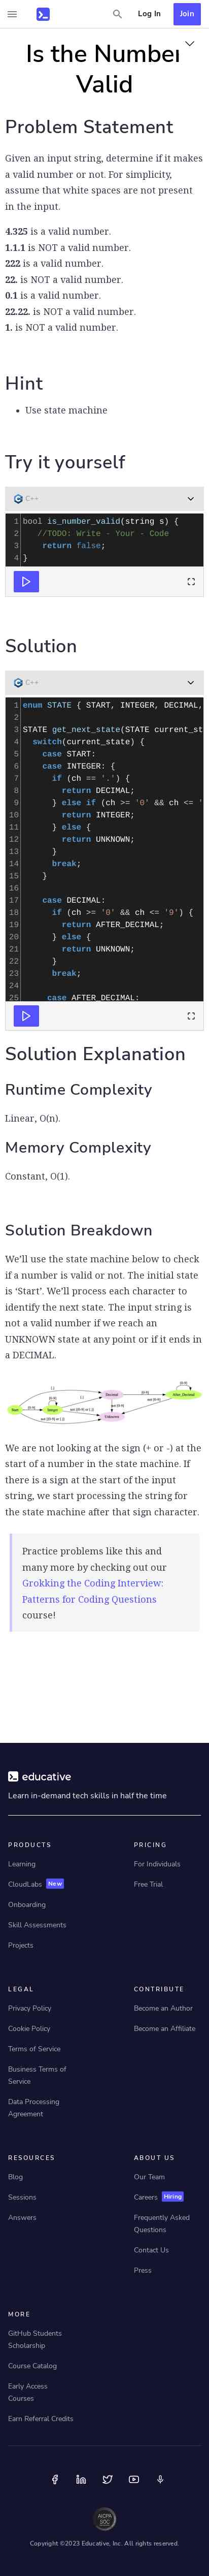 Log In
Join
Is the Number
Valid
Problem Statement
Given an input string, determine if it makes
a valid number or not. For simplicity,
assume that white spaces are not present
in the input.
4.325 is a valid number.
1.1.1 is NOT a valid number.
222 is a valid number.
22. is NOT a valid number.
0.1 is a valid number.
22.22. is NOT a valid number.
1. is NOT a valid number.
Hint
• Use state machine
Try it yourself
C++
1 bool is_number_valid(string s) {
2 //TODO: Write - Your - Code
3 return false;
4 }
Solution
C++
1 enum STATE { START, INTEGER, DECIMAL,
2
3 STATE get_next_state(STATE current_st
4 switch(current_state) {
5 case START:
6 case INTEGER: {
7 if (ch == '.') {
8 return DECIMAL;
9 } else if (ch >= '0' && ch <= '
10 return INTEGER;
11 } else {
12 return UNKNOWN;
13 }
14 break;
15 }
16
17 case DECIMAL:
18 if (ch >= '0' && ch <= '9') {
19 return AFTER_DECIMAL;
20 } else {
21 return UNKNOWN;
22 }
23 break;
24
25 case AFTER_DECIMAL:
Solution Explanation
Runtime Complexity
Linear, O(n).
Memory Complexity
Constant, O(1).
Solution Breakdown
We’ll use the state machine below to check
if a number is valid or not. The initial state
is ‘Start’. We’ll process each character to
identify the next state. The input string is
not a valid number if we reach an
UNKNOWN state at any point or if it ends in
a DECIMAL.
Start
Integer
Decimal
Unknown
After_Decimal
We are not looking at the sign (+ or -) at the
start of a number in the state machine. If
there is a sign at the start of the input
string, we start processing the string for
the state machine after that sign character.
Practice problems like this and
many more by checking out our
Grokking the Coding Interview:
Patterns for Coding Questions
course!
educative
Learn in-demand tech skills in half the time
PRODUCTS
Learning
CloudLabs New
Onboarding
Skill Assessments
Projects
PRICING
For Individuals
Free Trial
LEGAL
Privacy Policy
Cookie Policy
Terms of Service
Business Terms of
Service
Data Processing
Agreement
CONTRIBUTE
Become an Author
Become an Affiliate
RESOURCES
Blog
Sessions
Answers
ABOUT US
Our Team
Careers Hiring
Frequently Asked
Questions
Contact Us
Press
MORE
GitHub Students
Scholarship
Course Catalog
Early Access
Courses
Earn Referral Credits
AICPA
SOC
Copyright ©2023 Educative, Inc. All rights reserved.